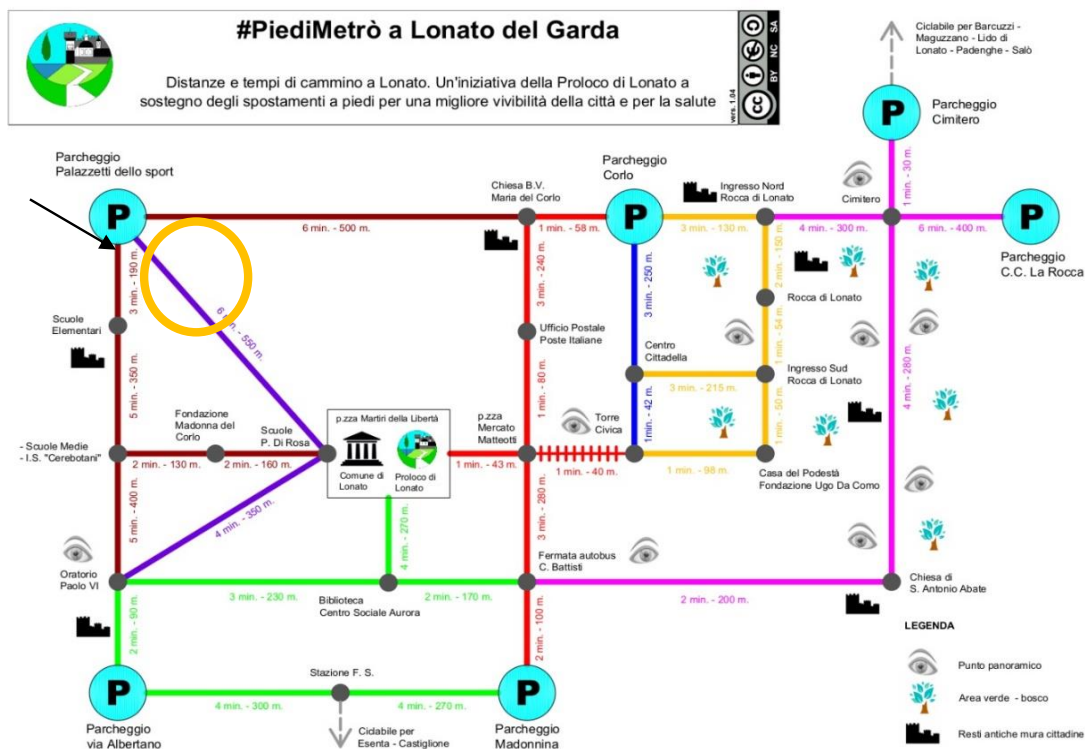 #PiediMetrò a Lonato del Garda
Distanze e tempi di cammino a Lonato. Un'iniziativa della Proloco di Lonato a
sostegno degli spostamenti a piedi per una migliore vivibilità della città e per la salute
vers. 1.04
cc
BY NC SA
Ciclabile per Barcuzzi -
Maguzzano - Lido di
Lonato - Padenghe - Salò
P
Parcheggio
Cimitero
1 min. - 30 m.
Parcheggio
Palazzetti dello sport
P
6 min. - 500 m.
Chiesa B.V.
Maria del Corlo
1 min. - 58 m.
Parcheggio
Corlo
P
3 min. - 130 m.
Ingresso Nord
Rocca di Lonato
4 min. - 300 m.
Cimitero
6 min. - 400 m.
P
Parcheggio
C.C. La Rocca
3 min. - 190 m.
6 min. - 550 m.
3 min. - 240 m.
3 min. - 250 m.
2 min. - 150 m.
Rocca di Lonato
Scuole
Elementari
Ufficio Postale
Poste Italiane
Centro
Cittadella
1 min. - 54 m.
4 min. - 280 m.
3 min. - 215 m.
Ingresso Sud
Rocca di Lonato
5 min. - 350 m.
1 min. - 80 m.
1min. - 42 m.
1 min. - 50 m.
Fondazione
Madonna del
Corlo
Scuole
P. Di Rosa
p.zza Martiri della Libertà
Comune di
Lonato
Proloco di
Lonato
p.zza
Mercato
Matteotti
Torre
Civica
- Scuole Medie
- I.S. "Cerebotani"
2 min. - 130 m.
2 min. - 160 m.
1 min. - 43 m.
1 min. - 40 m.
1 min. - 98 m.
Casa del Podestà
Fondazione Ugo Da Como
5 min. - 400 m.
4 min. - 350 m.
4 min. - 270 m.
3 min. - 280 m.
Oratorio
Paolo VI
3 min. - 230 m.
Biblioteca
Centro Sociale Aurora
2 min. - 170 m.
Fermata autobus
C. Battisti
2 min. - 200 m.
Chiesa di
S. Antonio Abate
2 min. - 90 m.
2 min. - 100 m.
P
Parcheggio
via Albertano
4 min. - 300 m.
Stazione F. S.
4 min. - 270 m.
Ciclabile per
Esenta - Castiglione
P
Parcheggio
Madonnina
LEGENDA
Punto panoramico
Area verde - bosco
Resti antiche mura cittadine